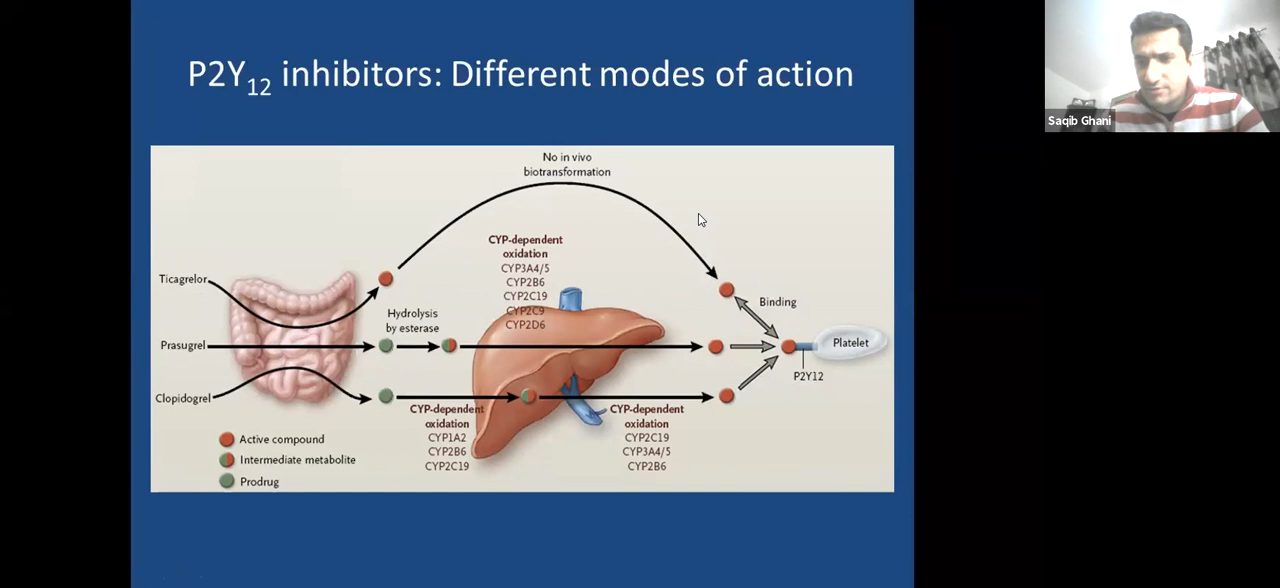 P2Y12 inhibitors: Different modes of action
Saqib Ghani
No in vivo
biotransformation
CYP-dependent
oxidation
CYP3A4/5
CYP2B6
CYP2C19
CYP2C9
CYP2D6
Ticagrelor
Hydrolysis
by esterase
Binding
Prasugrel
Platelet
P2Y12
Clopidogrel
CYP-dependent
oxidation
CYP1A2
CYP2B6
CYP2C19
CYP-dependent
oxidation
CYP2C19
CYP3A4/5
CYP2B6
Active compound
Intermediate metabolite
Prodrug